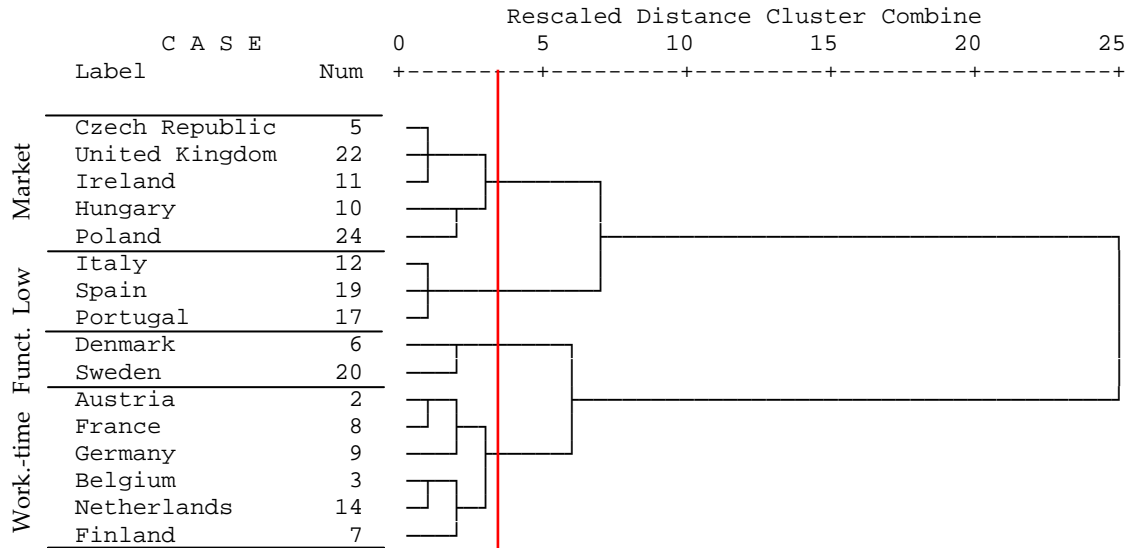 Rescaled Distance Cluster Combine
C A S E 0 5 10 15 20 25
Label Num +---------+---------+---------+---------+---------+
Market
Czech Republic 5
United Kingdom 22
Ireland 11
Hungary 10
Poland 24
Low
Italy 12
Spain 19
Portugal 17
Funct.
Denmark 6
Sweden 20
Work.-time
Austria 2
France 8
Germany 9
Belgium 3
Netherlands 14
Finland 7